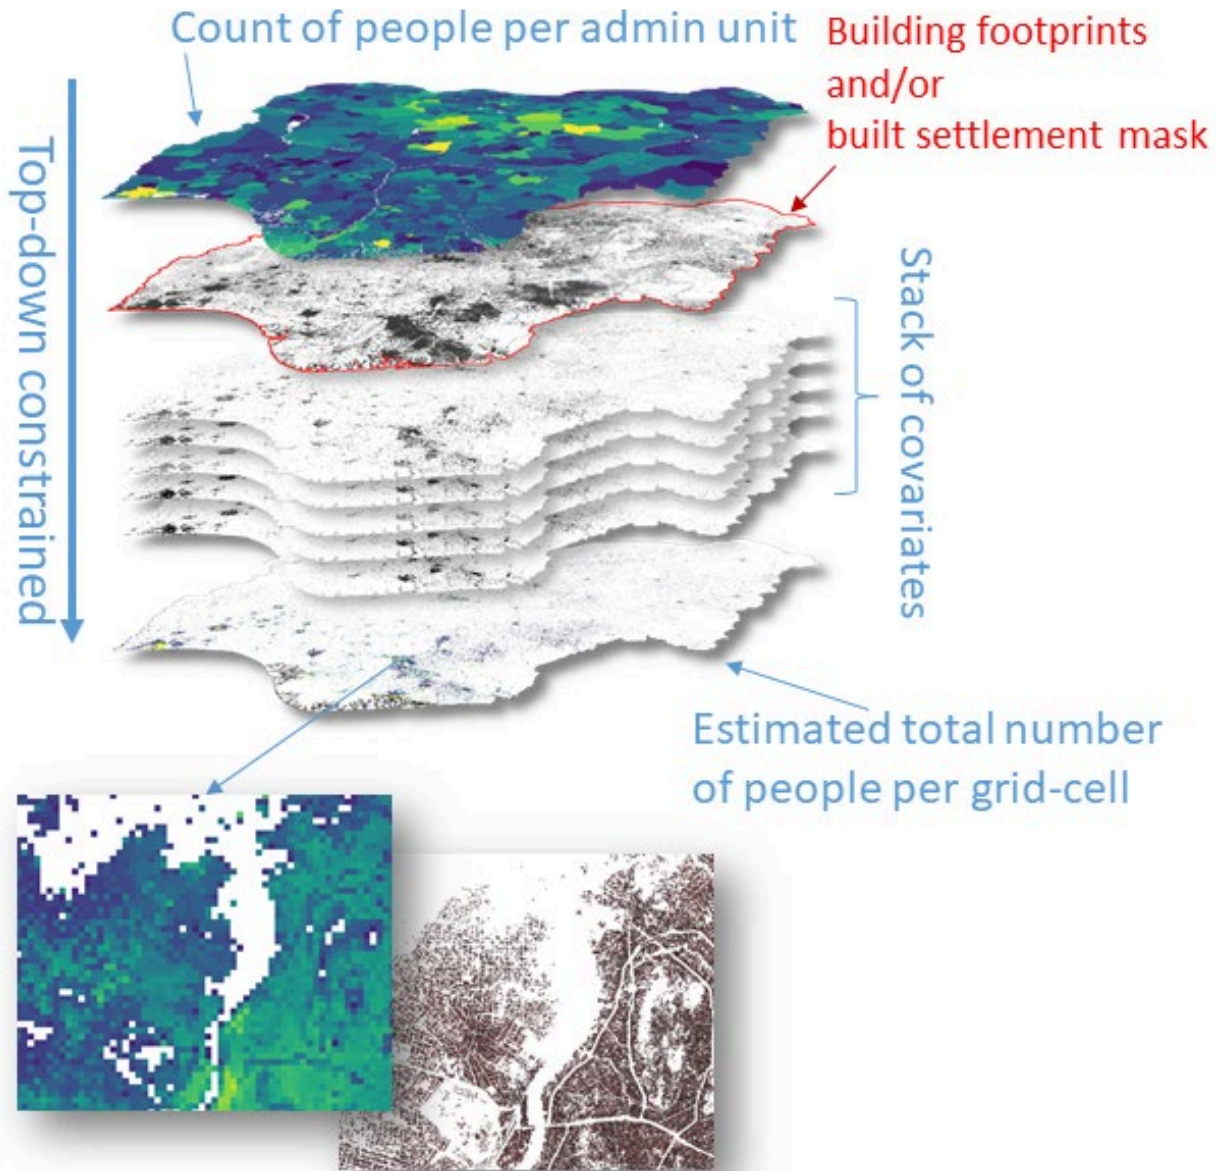 Count of people per admin unit
Building footprints
and/or
built settlement mask
Top-down constrained
Stack of covariates
Estimated total number
of people per grid-cell